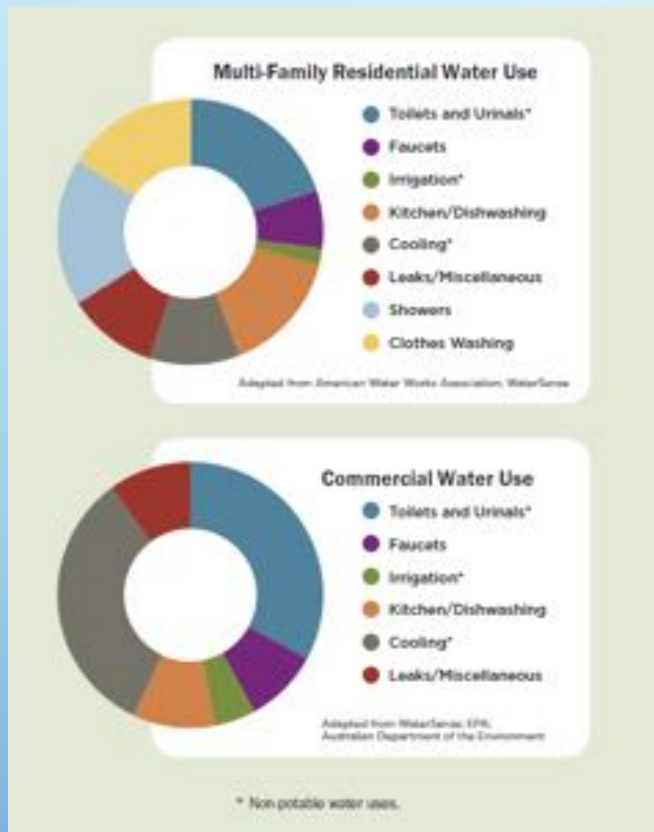 Multi-Family Residential Water Use
Toilets and Urinals*
Faucets
Irrigation*
Kitchen/Dishwashing
Cooling*
Leaks/Miscellaneous
Showers
Clothes Washing
Adapted from American Water Works Association, WaterSense
Commercial Water Use
Toilets and Urinals*
Faucets
Irrigation*
Kitchen/Dishwashing
Cooling*
Leaks/Miscellaneous
Adapted from WaterSense, EPA;
Australian Department of the Environment
* Non potable water uses.